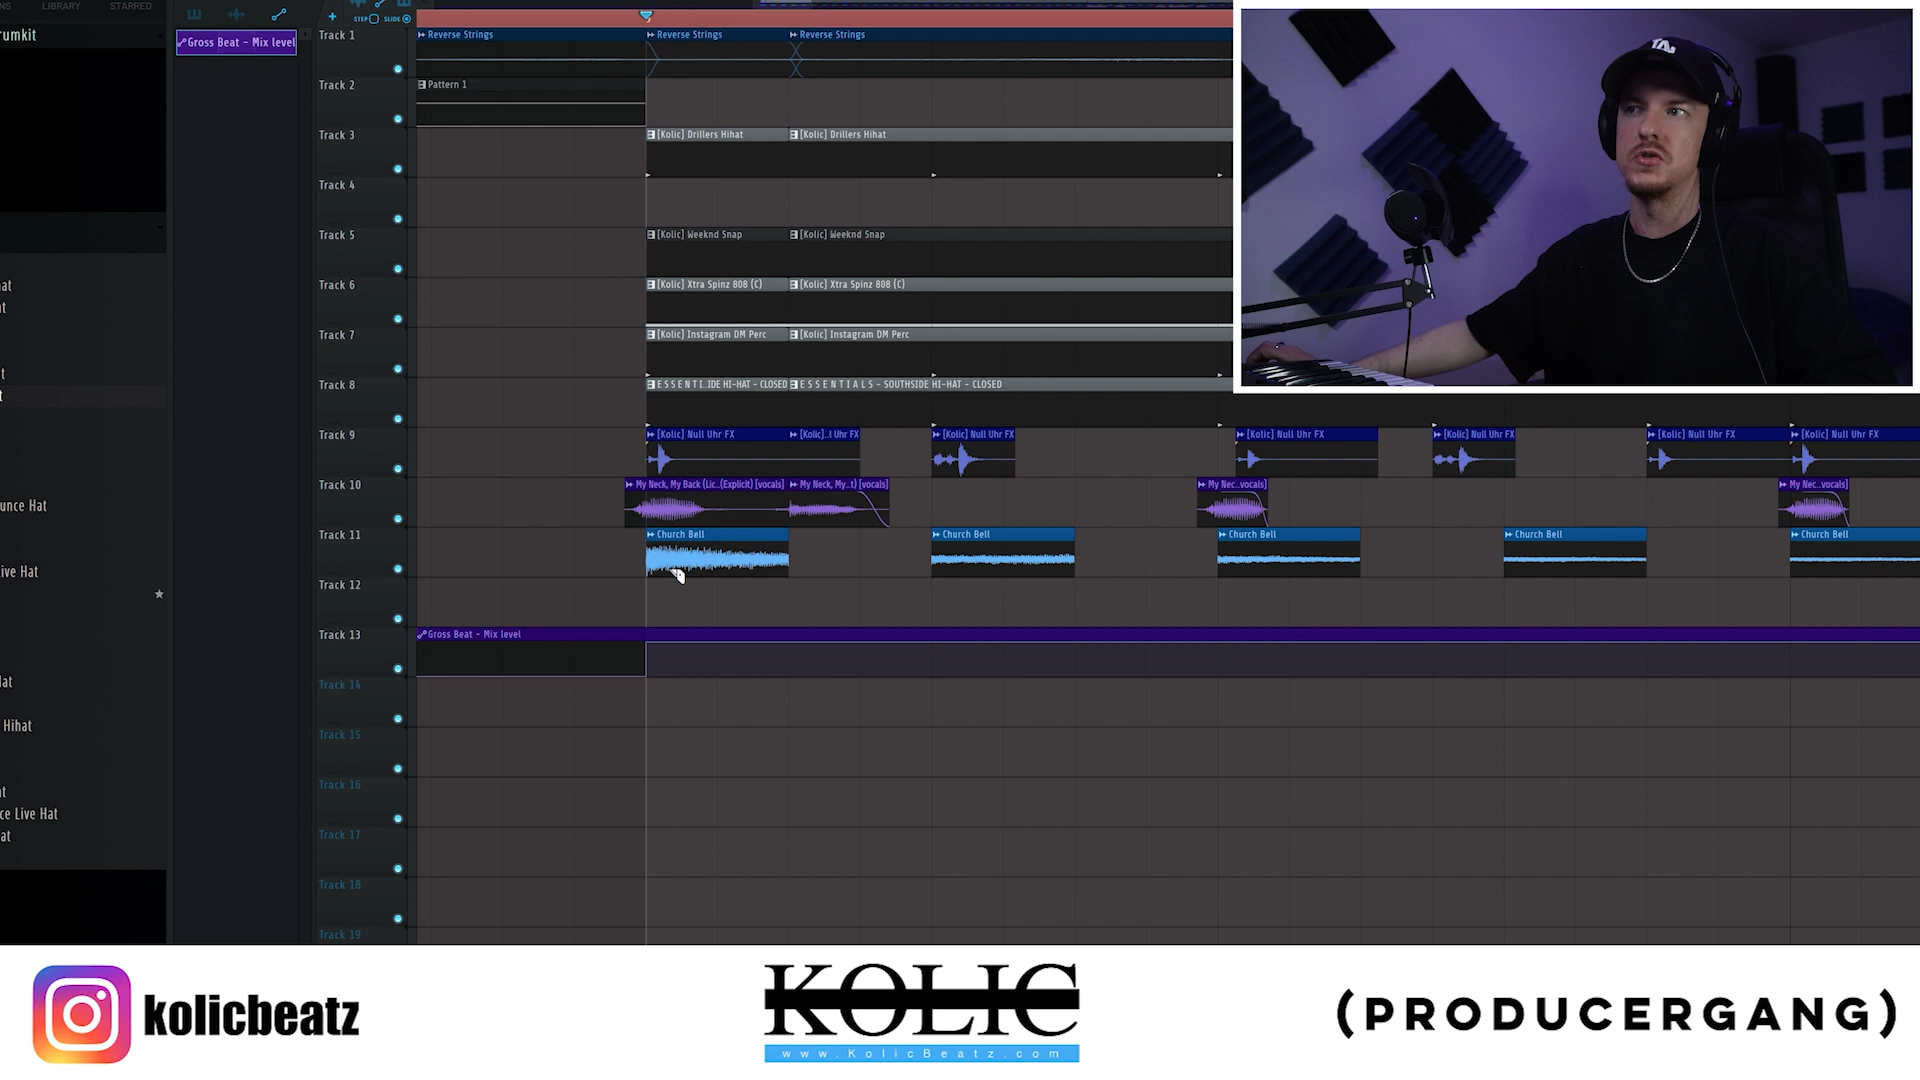 LIBRARY
STARRED
STEP
SLIDE
Gross Beat - Mix level
Track 1
Reverse Strings
Reverse Strings
Reverse Strings
Track 2
Pattern 1
Track 3
[Kolic] Drillers Hihat
[Kolic] Drillers Hihat
Track 4
Track 5
[Kolic] Weeknd Snap
[Kolic] Weeknd Snap
Track 6
[Kolic] Xtra Spinz 808 (C)
[Kolic] Xtra Spinz 808 (C)
Track 7
[Kolic] Instagram DM Perc
[Kolic] Instagram DM Perc
Track 8
E S S E N T I..IDE HI-HAT - CLOSED
E S S E N T I A L S - SOUTHSIDE HI-HAT - CLOSED
Track 9
[Kolic] Null Uhr FX
[Kolic]..l Uhr FX
[Kolic] Null Uhr FX
[Kolic] Null Uhr FX
[Kolic] Null Uhr FX
[Kolic] Null Uhr FX
[Kolic] Null Uhr FX
Track 10
My Neck, My Back (Lic..(Explicit) [vocals]
My Neck, My..t) [vocals]
My Nec..vocals]
My Nec..vocals]
Track 11
Church Bell
Church Bell
Church Bell
Church Bell
Church Bell
Track 12
Track 13
Gross Beat - Mix level
Track 14
Track 15
Track 16
Track 17
Track 18
Track 19
rumkit
unce Hat
ive Hat
Hihat
ce Live Hat
kolicbeatz
KOLIC
www.KolicBeatz.com
(PRODUCERGANG)